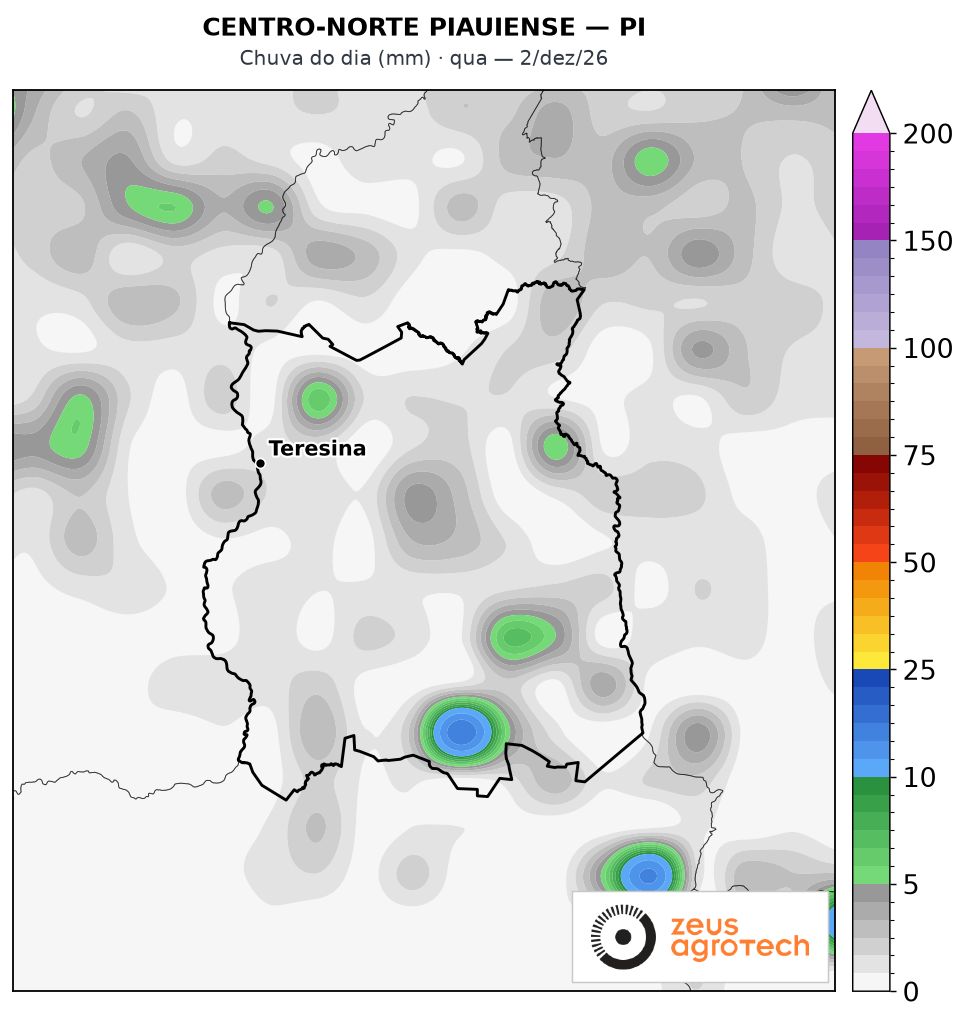 CENTRO-NORTE PIAUIENSE — PI
Chuva do dia (mm) · qua — 2/dez/26
Teresina
200
150
100
75
50
25
10
5
0
zeus
agrotech